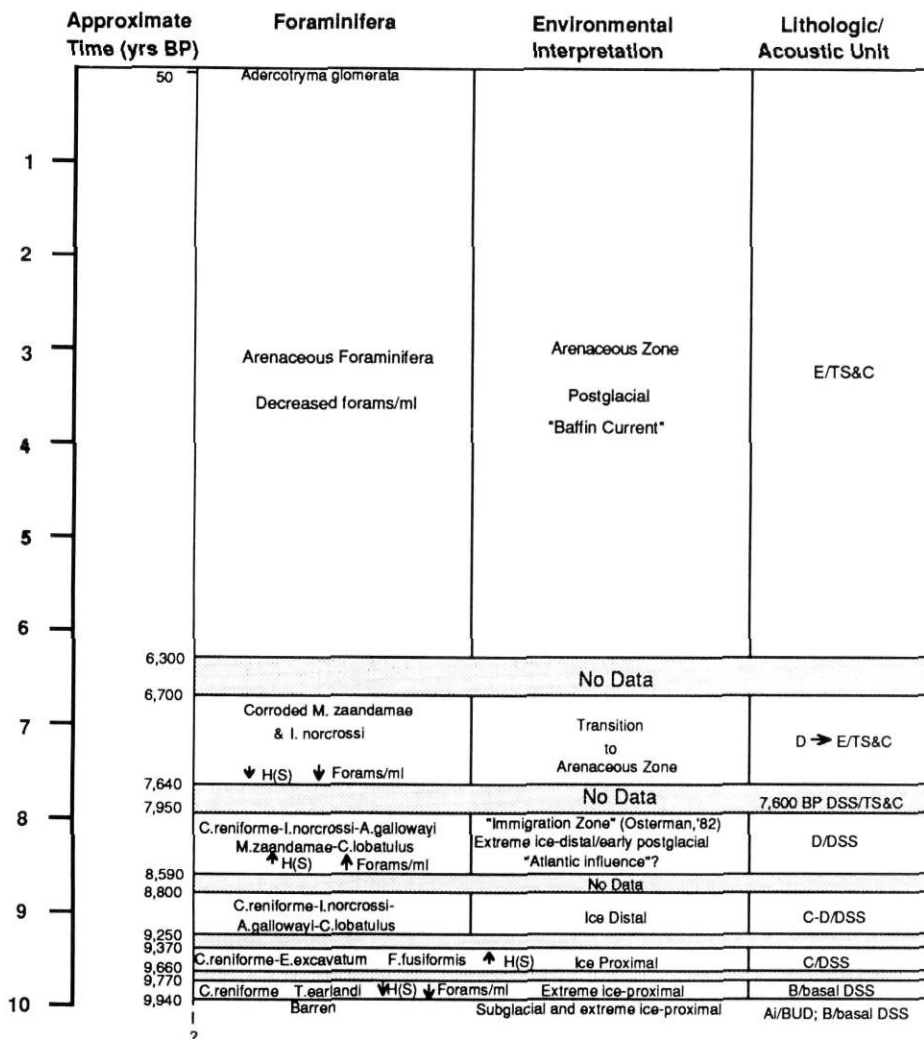 Approximate Time (yrs BP)
Foraminifera
Environmental Interpretation
Lithologic/ Acoustic Unit
50
Adercotryma glomerata
1
2
3
4
5
6
7
8
9
10
Arenaceous Foraminifera
Decreased forams/ml
Arenaceous Zone
Postglacial
"Baffin Current"
E/TS&C
6,300
No Data
6,700
Corroded M. zaandamae
& I. norcrossi
↓ H(S) ↓ Forams/ml
Transition
to
Arenaceous Zone
D → E/TS&C
7,640
No Data
7,600 BP DSS/TS&C
7,950
C.reniforme-I.norcrossi-A.gallowayi
M.zaandamae-C.lobatulus
↑ H(S) ↑ Forams/ml
"Immigration Zone" (Osterman,'82)
Extreme ice-distal/early postglacial
"Atlantic influence"?
D/DSS
8,590
No Data
8,800
C.reniforme-I.norcrossi-
A.gallowayi-C.lobatulus
Ice Distal
C-D/DSS
9,250
9,370
C.reniforme-E.excavatum F.fusiformis ↑ H(S)
Ice Proximal
C/DSS
9,660
9,770
C.reniforme T.earlandi ↓H(S) ↓ Forams/ml
Extreme ice-proximal
B/basal DSS
9,940
Barren
Subglacial and extreme ice-proximal
Ai/BUD; B/basal DSS
?